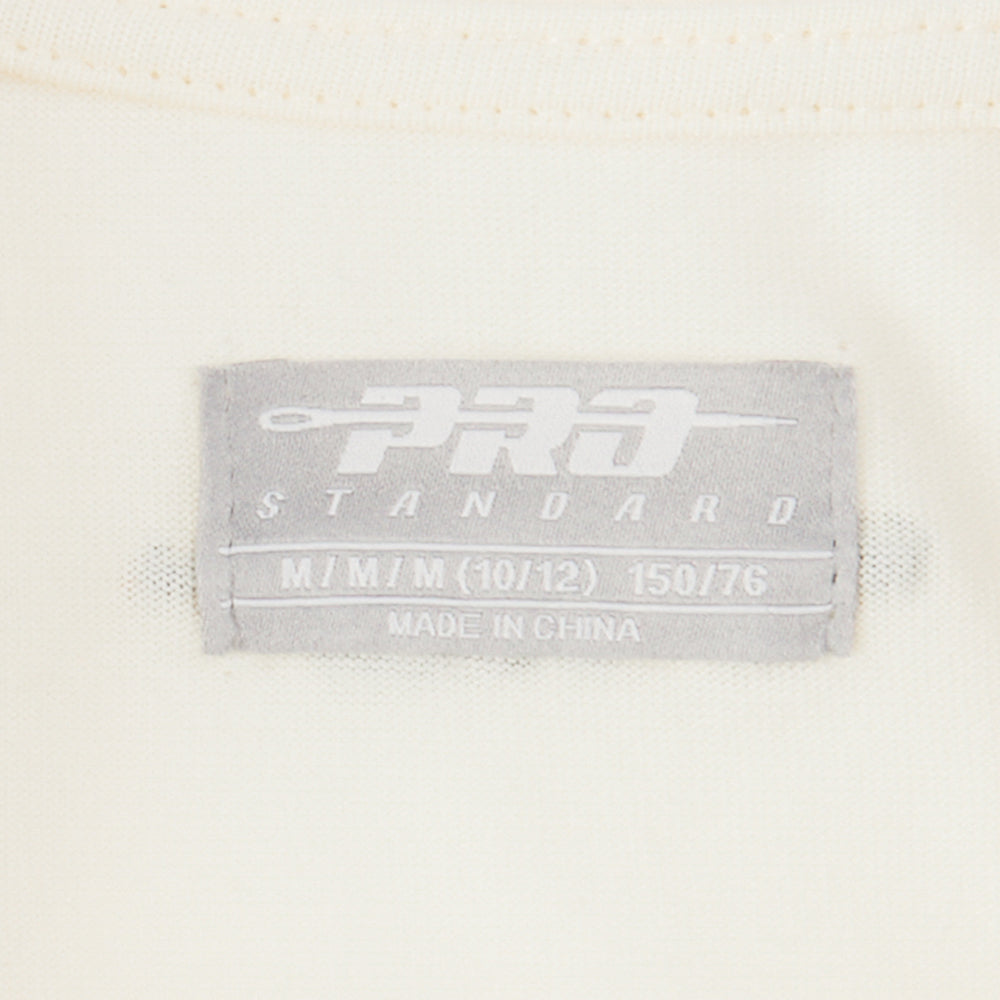 PRO
STANDARD
M/M/M (10/12) 150/76
MADE IN CHINA